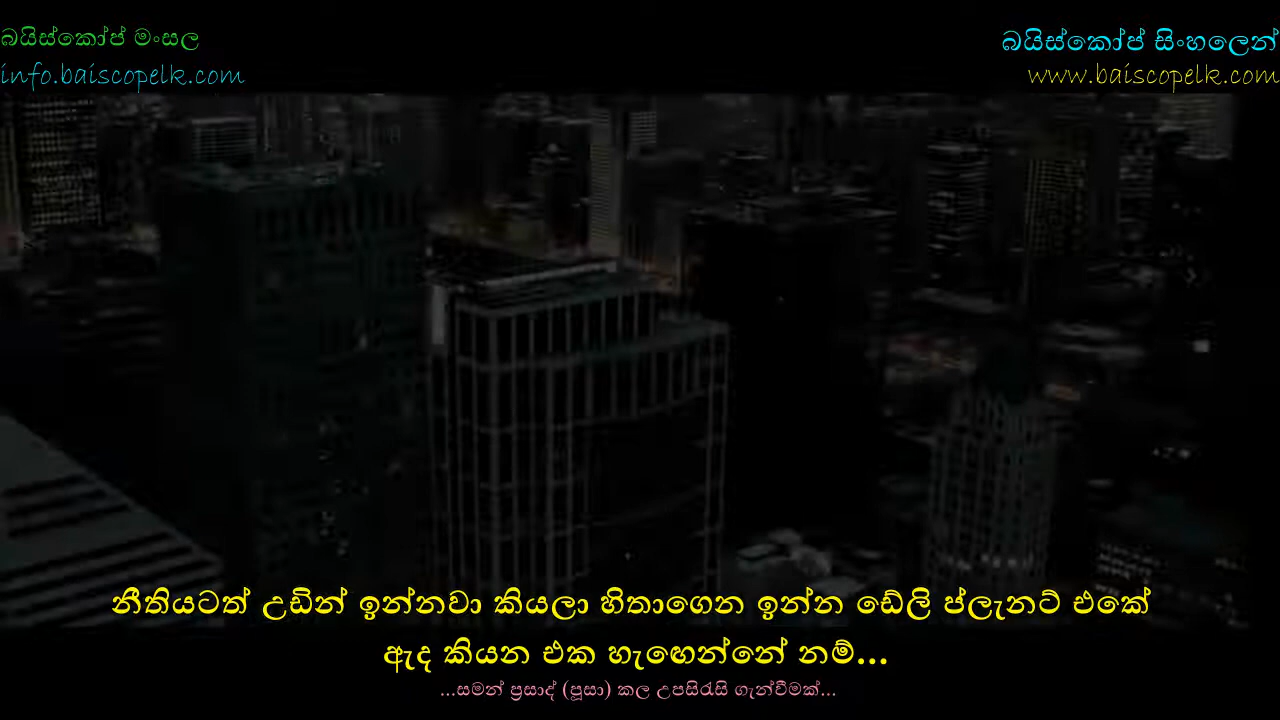 බයිස්කෝප් මංසල
බයිස්කෝප් සිංහලෙන්
info.baiscopelk.com
www.baiscopelk.com
නීතියටත් උඩින් ඉන්නවා කියලා හිතාගෙන ඉන්න ඩේලි ප්ලැනට් එකේ
ඇද කියන එක හැඟෙන්නේ නම්...
...සමන් ප්‍රසාද් (පූසා) කල උපසිරැසි ගැන්වීමක්...